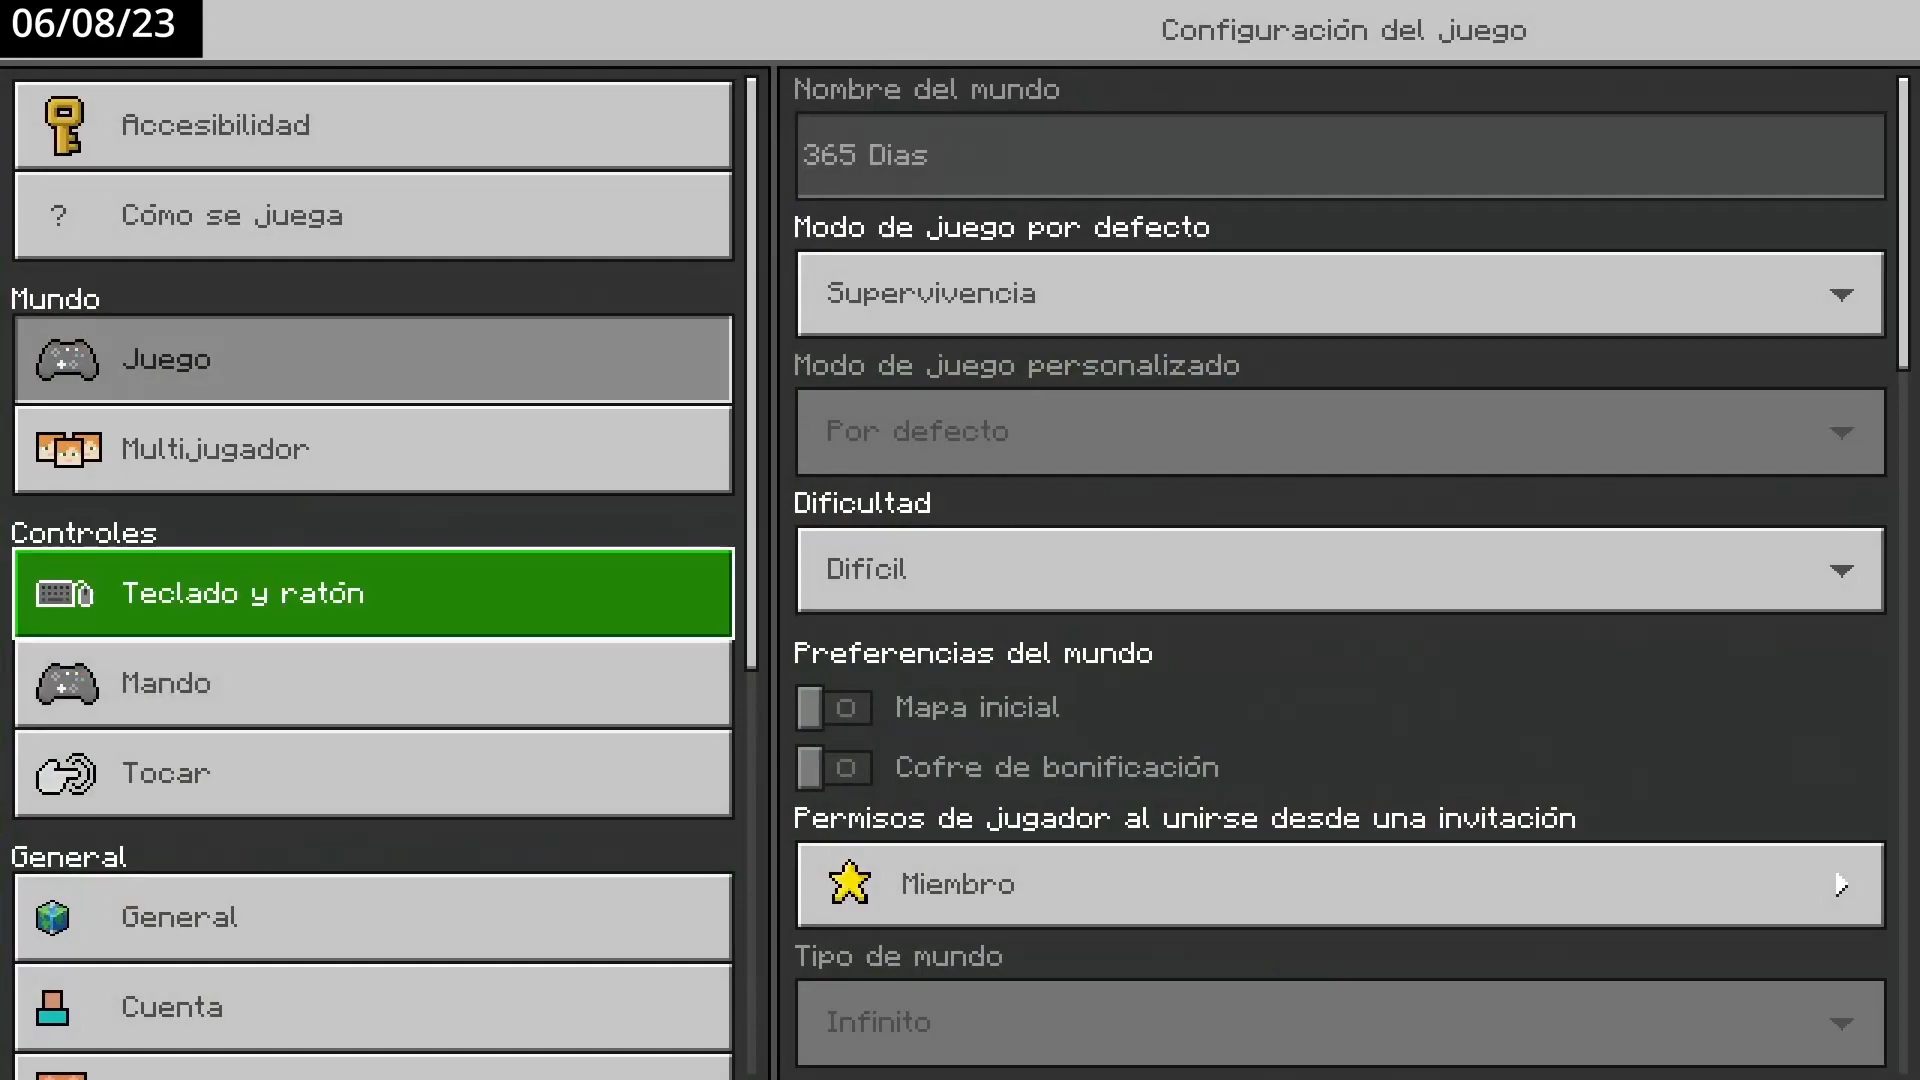 06/08/23
Configuración del juego
Accesibilidad
? Cómo se juega
Mundo
Juego
Multijugador
Controles
Teclado y ratón
Mando
Tocar
General
General
Cuenta
Nombre del mundo
365 Dias
Modo de juego por defecto
Supervivencia
Modo de juego personalizado
Por defecto
Dificultad
Difícil
Preferencias del mundo
Mapa inicial
Cofre de bonificación
Permisos de jugador al unirse desde una invitación
Miembro
Tipo de mundo
Infinito